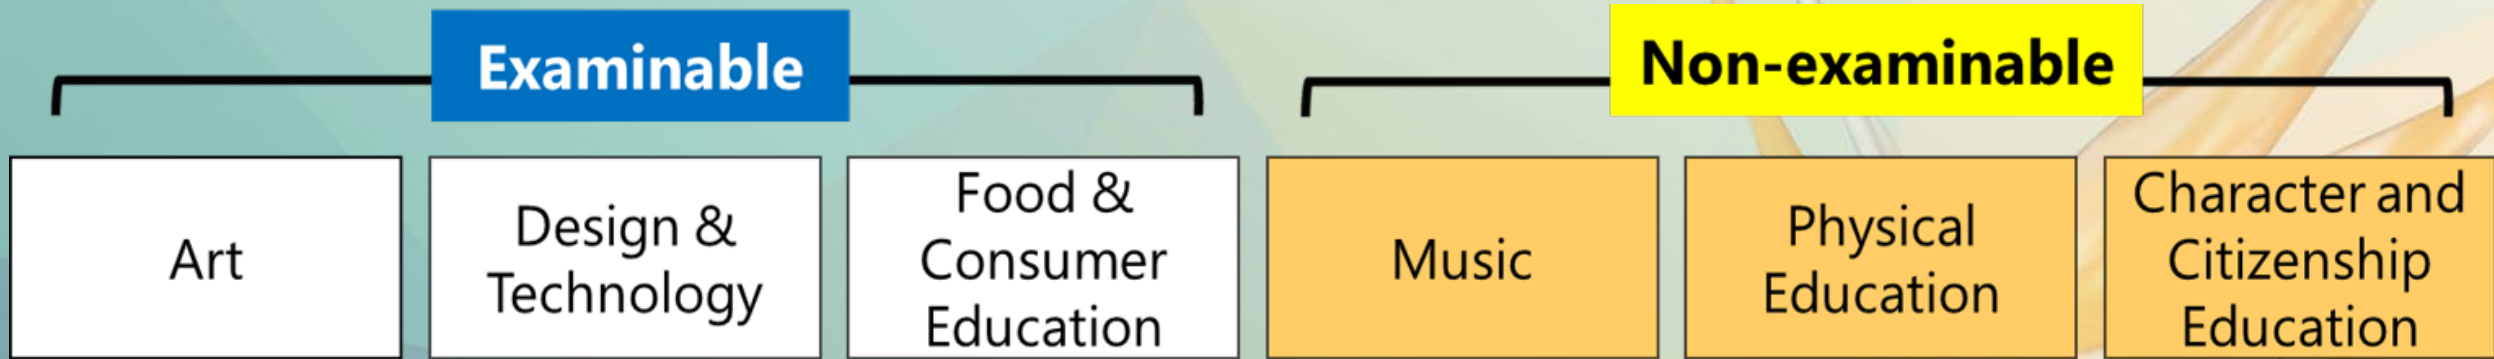 Examinable
Non-examinable
Art
Design &
Technology
Food &
Consumer
Education
Music
Physical
Education
Character and
Citizenship
Education